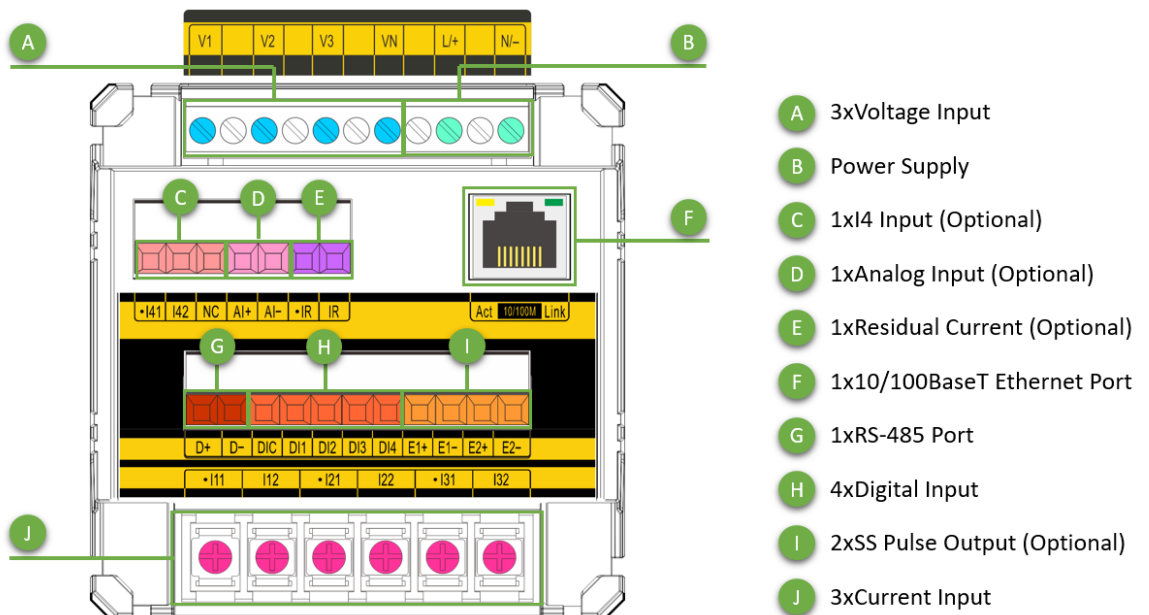 V1 V2 V3 VN L/+ N/−
A
B
C D E
F
•I41 I42 NC AI+ AI− •IR IR
Act 10/100M Link
G H I
D+ D− DIC DI1 DI2 DI3 DI4 E1+ E1− E2+ E2−
•I11 I12 •I21 I22 •I31 I32
J
A 3xVoltage Input
B Power Supply
C 1xI4 Input (Optional)
D 1xAnalog Input (Optional)
E 1xResidual Current (Optional)
F 1x10/100BaseT Ethernet Port
G 1xRS-485 Port
H 4xDigital Input
I 2xSS Pulse Output (Optional)
J 3xCurrent Input